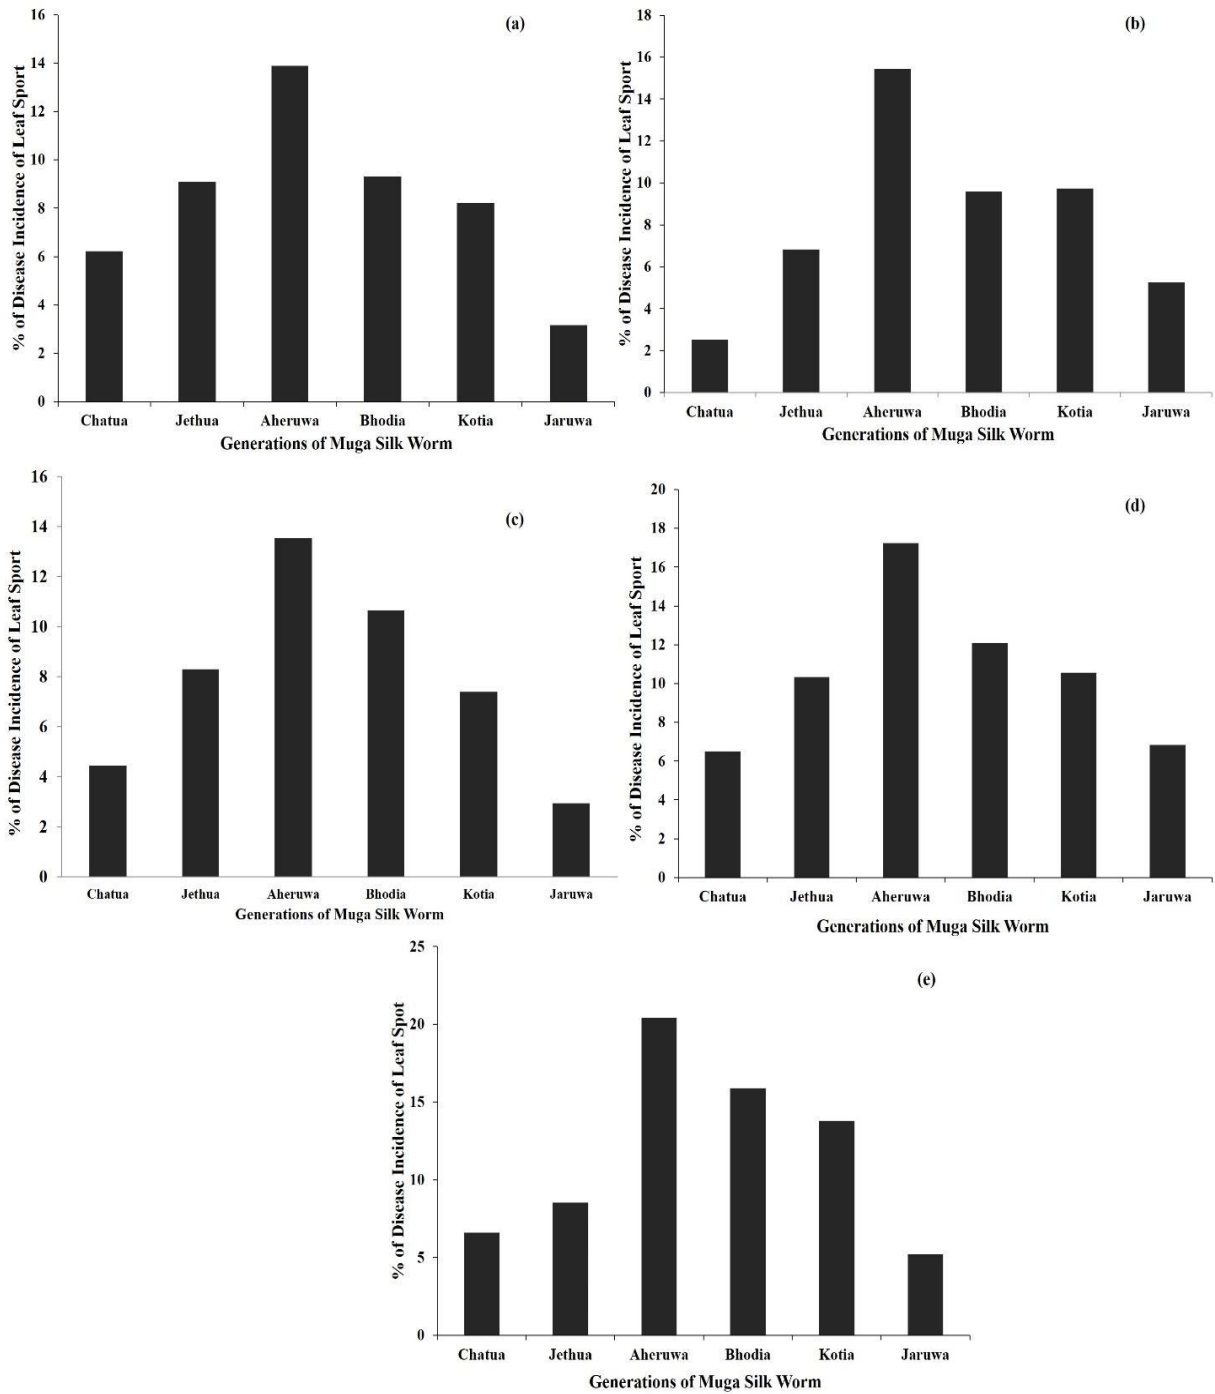 (a)
% of Disease Incidence of Leaf Sport
16
14
12
10
8
6
4
2
0
Chatua Jethua Aheruwa Bhodia Kotia Jaruwa
Generations of Muga Silk Worm
(b)
% of Disease Incidence of Leaf Sport
18
16
14
12
10
8
6
4
2
0
Chatua Jethua Aheruwa Bhodia Kotia Jaruwa
Generations of Muga Silk Worm
(c)
% of Disease Incidence of Leaf Sport
16
14
12
10
8
6
4
2
0
Chatua Jethua Aheruwa Bhodia Kotia Jaruwa
Generations of Muga Silk Worm
(d)
% of Disease Incidence of Leaf Sport
20
18
16
14
12
10
8
6
4
2
0
Chatua Jethua Aheruwa Bhodia Kotia Jaruwa
Generations of Muga Silk Worm
(e)
% of Disease Incidence of Leaf Spot
25
20
15
10
5
0
Chatua Jethua Aheruwa Bhodia Kotia Jaruwa
Generations of Muga Silk Worm